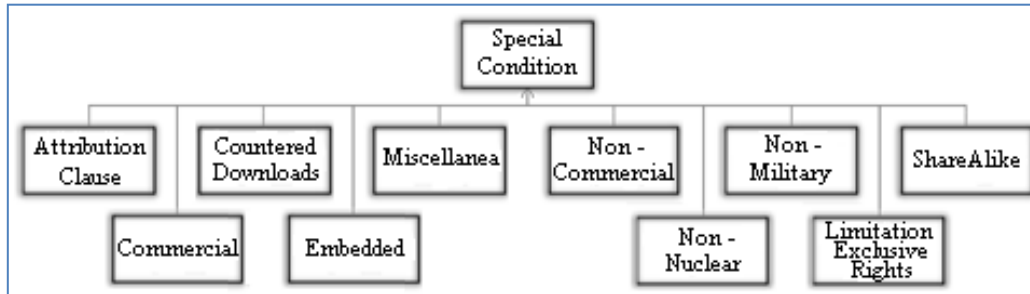 Special
Condition
Attribution
Clause
Countered
Downloads
Miscellanea
Non -
Commercial
Non -
Military
ShareAlike
Commercial
Embedded
Non -
Nuclear
Limitation
Exclusive
Rights